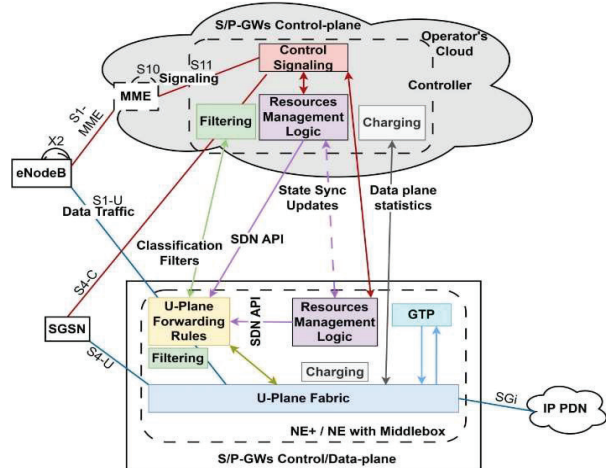 S/P-GWs Control-plane
Operator's
Cloud
Control
Signaling
S10
S11
Signaling
MME
Controller
S1-
MME
Resources
Management
Logic
Filtering
Charging
X2
eNodeB
S1-U
Data Traffic
State Sync
Updates
Data plane
statistics
SDN API
Classification
Filters
S4-C
U-Plane
Forwarding
Rules
SDN API
Resources
Management
Logic
GTP
SGSN
Filtering
S4-U
Charging
U-Plane Fabric
SGi
IP PDN
NE+ / NE with Middlebox
S/P-GWs Control/Data-plane